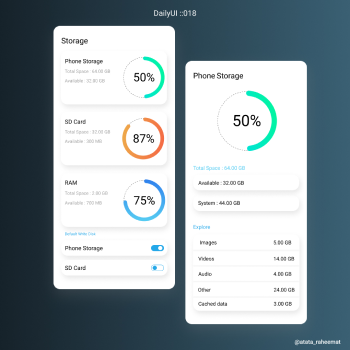 DailyUI ::018
Storage
Phone Storage
Total Space : 64.00 GB
Available : 32.00 GB
50%
SD Card
Total Space : 32.00 GB
Available : 300 MB
87%
RAM
Total Space : 3.00 GB
Available : 700 MB
75%
Default Write Disk
Phone Storage
SD Card
Phone Storage
50%
Total Space : 64.00 GB
Available : 32.00 GB
System : 44.00 GB
Explore
Images 5.00 GB
Videos 14.00 GB
Audio 4.00 GB
Other 24.00 GB
Cached data 3.00 GB
@atata_raheemat